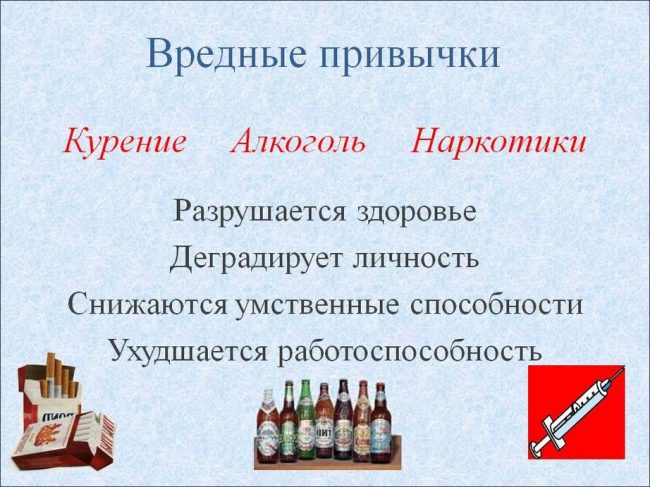 Вредные привычки
Курение Алкоголь Наркотики
Разрушается здоровье
Деградирует личность
Снижаются умственные способности
Ухудшается работоспособность